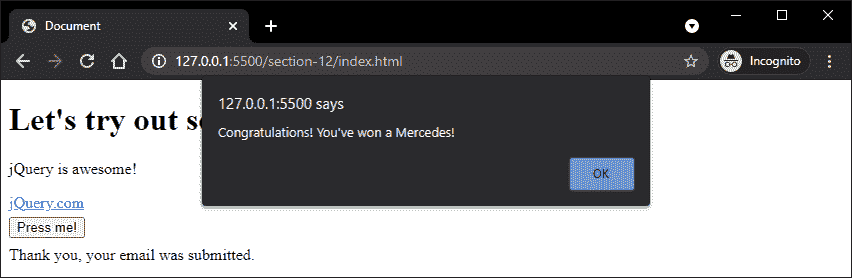 Document
127.0.0.1:5500/section-12/index.html
Incognito
127.0.0.1:5500 says
Congratulations! You've won a Mercedes!
OK
Let's try out
jQuery is awesome!
jQuery.com
Press me!
Thank you, your email was submitted.